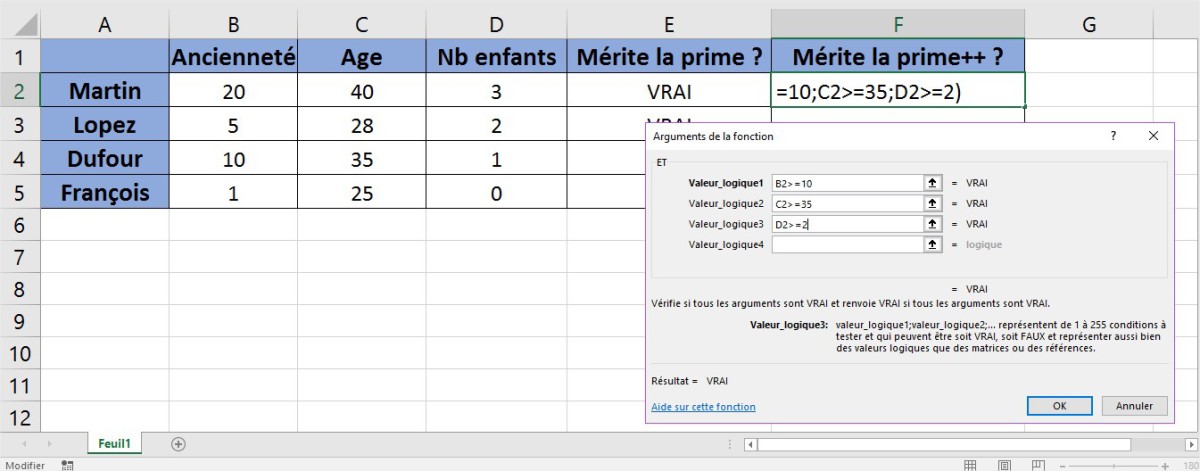 A B C D E F G
1 Ancienneté Age Nb enfants Mérite la prime ? Mérite la prime++ ?
2 Martin 20 40 3 VRAI =10;C2>=35;D2>=2)
3 Lopez 5 28 2
4 Dufour 10 35 1
5 François 1 25 0
6
7
8
9
10
11
12
Arguments de la fonction ? X
ET
Valeur_logique1 B2>=10 = VRAI
Valeur_logique2 C2>=35 = VRAI
Valeur_logique3 D2>=2 = VRAI
Valeur_logique4 = logique
= VRAI
Vérifie si tous les arguments sont VRAI et renvoie VRAI si tous les arguments sont VRAI.
Valeur_logique3: valeur_logique1;valeur_logique2;... représentent de 1 à 255 conditions à
tester et qui peuvent être soit VRAI, soit FAUX et représenter aussi bien
des valeurs logiques que des matrices ou des références.
Résultat = VRAI
Aide sur cette fonction OK Annuler
Feuil1
Modifier